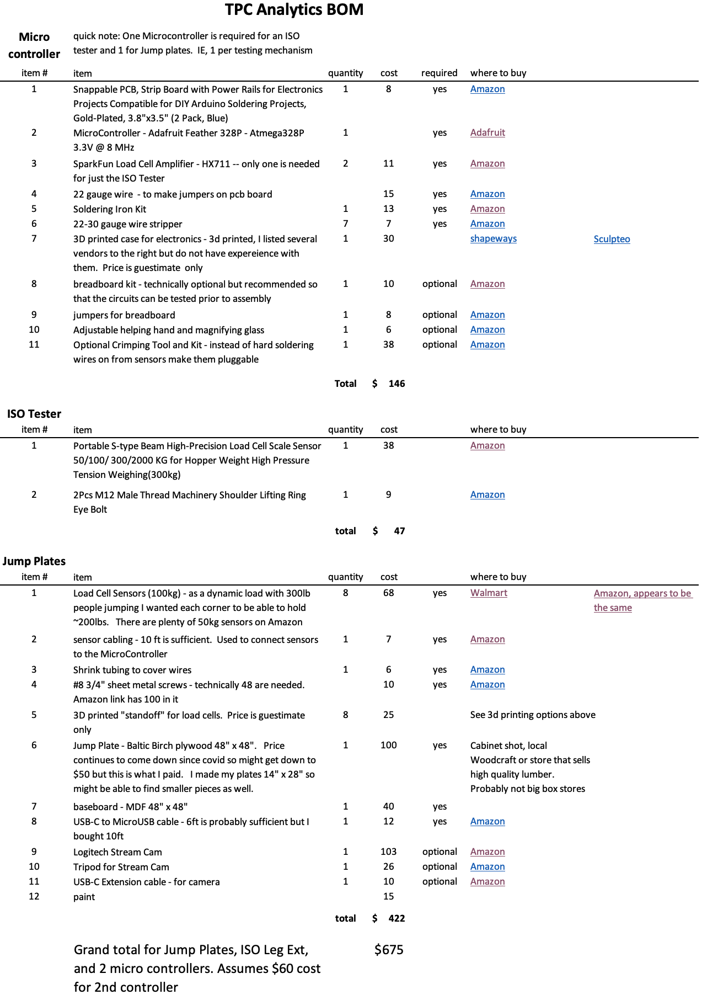 TPC Analytics BOM
Micro controller
quick note: One Microcontroller is required for an ISO
tester and 1 for Jump plates.  IE, 1 per testing mechanism
item # item quantity cost required where to buy
1 Snappable PCB, Strip Board with Power Rails for Electronics 1 8 yes Amazon
Projects Compatible for DIY Arduino Soldering Projects,
Gold-Plated, 3.8"x3.5" (2 Pack, Blue)
2 MicroController - Adafruit Feather 328P - Atmega328P 1 yes Adafruit
3.3V @ 8 MHz
3 SparkFun Load Cell Amplifier - HX711 -- only one is needed 2 11 yes Amazon
for just the ISO Tester
4 22 gauge wire  - to make jumpers on pcb board 15 yes Amazon
5 Soldering Iron Kit 1 13 yes Amazon
6 22-30 gauge wire stripper 7 7 yes Amazon
7 3D printed case for electronics - 3d printed, I listed several 1 30 shapeways Sculpteo
vendors to the right but do not have expereience with
them.  Price is guestimate  only
8 breadboard kit - technically optional but recommended so 1 10 optional Amazon
that the circuits can be tested prior to assembly
9 jumpers for breadboard 1 8 optional Amazon
10 Adjustable helping hand and magnifying glass 1 6 optional Amazon
11 Optional Crimping Tool and Kit - instead of hard soldering 1 38 optional Amazon
wires on from sensors make them pluggable
Total $ 146
ISO Tester
item # item quantity cost where to buy
1 Portable S-type Beam High-Precision Load Cell Scale Sensor 1 38 Amazon
50/100/ 300/2000 KG for Hopper Weight High Pressure
Tension Weighing(300kg)
2 2Pcs M12 Male Thread Machinery Shoulder Lifting Ring 1 9 Amazon
Eye Bolt
total $ 47
Jump Plates
item # item quantity cost where to buy
1 Load Cell Sensors (100kg) - as a dynamic load with 300lb 8 68 yes Walmart Amazon, appears to be
people jumping I wanted each corner to be able to hold the same
~200lbs.   There are plenty of 50kg sensors on Amazon
2 sensor cabling - 10 ft is sufficient.  Used to connect sensors 1 7 yes Amazon
to the MicroController
3 Shrink tubing to cover wires 1 6 yes Amazon
4 #8 3/4" sheet metal screws - technically 48 are needed. 10 yes Amazon
Amazon link has 100 in it
5 3D printed "standoff" for load cells.  Price is guestimate 8 25 See 3d printing options above
only
6 Jump Plate - Baltic Birch plywood 48" x 48".   Price 1 100 yes Cabinet shot, local
continues to come down since covid so might get down to Woodcraft or store that sells
$50 but this is what I paid.   I made my plates 14" x 28" so high quality lumber.
might be able to find smaller pieces as well. Probably not big box stores
7 baseboard - MDF 48" x 48" 1 40 yes
8 USB-C to MicroUSB cable - 6ft is probably sufficient but I 1 12 yes Amazon
bought 10ft
9 Logitech Stream Cam 1 103 optional Amazon
10 Tripod for Stream Cam 1 26 optional Amazon
11 USB-C Extension cable - for camera 1 10 optional Amazon
12 paint 15
total $ 422
Grand total for Jump Plates, ISO Leg Ext, $675
and 2 micro controllers. Assumes $60 cost
for 2nd controller